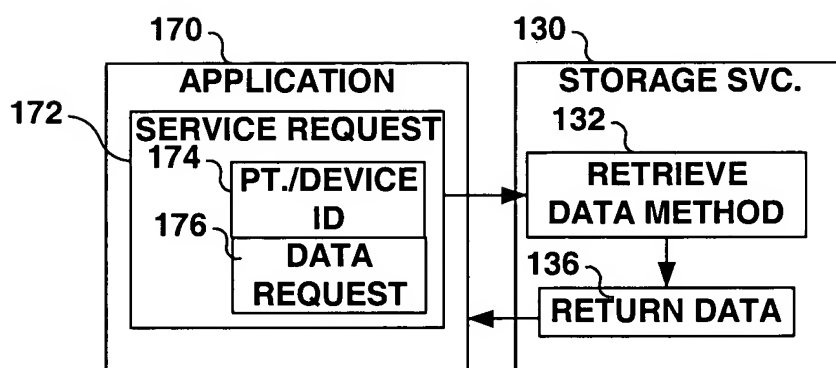 170
130
APPLICATION
STORAGE SVC.
172
SERVICE REQUEST
132
174
PT./DEVICE
ID
RETRIEVE
DATA METHOD
176
DATA
REQUEST
136
RETURN DATA